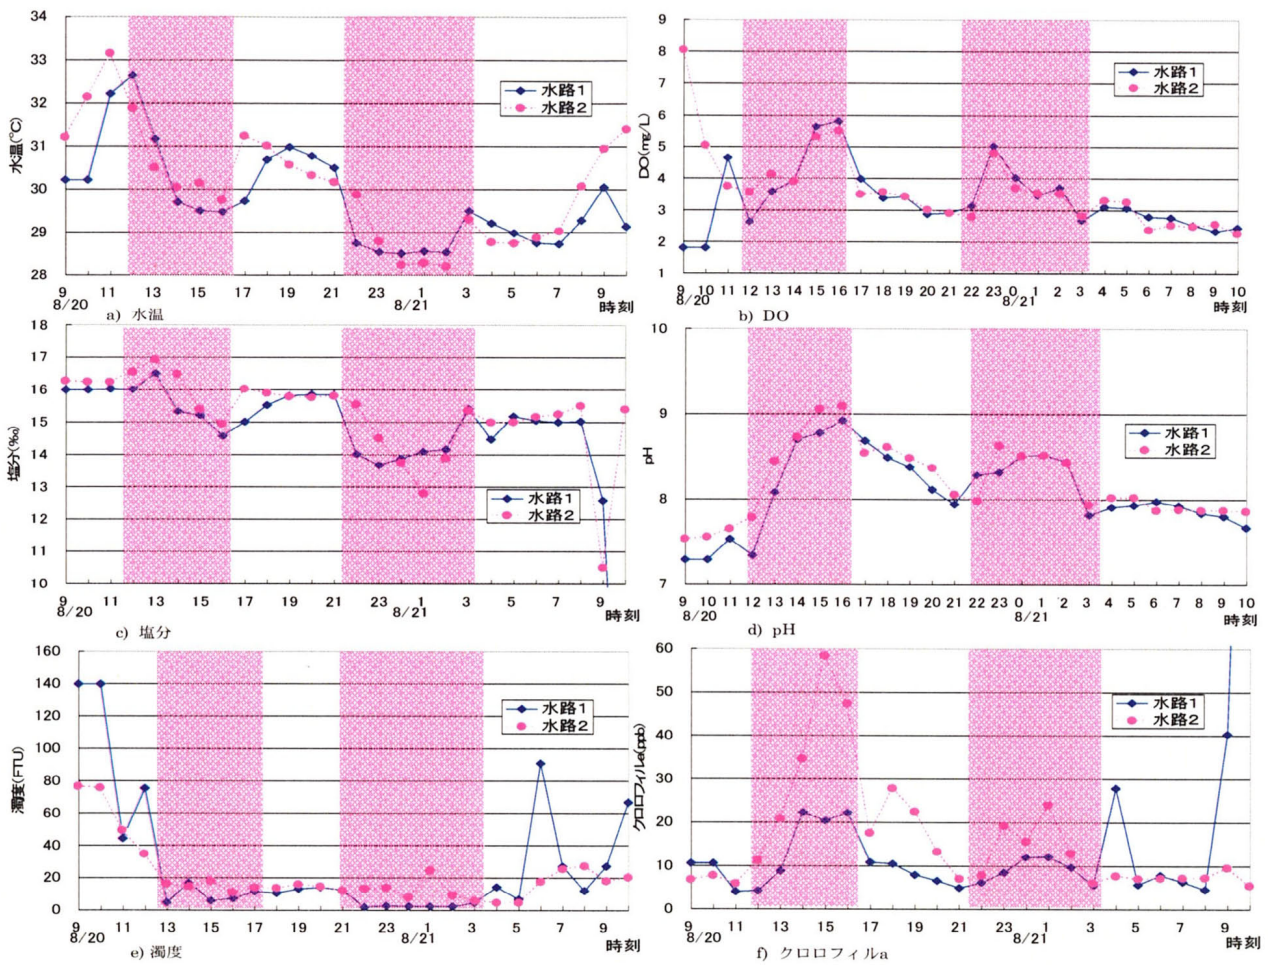 34
33
32
31
30
29
28
水温(℃)
水路1
水路2
9 11 13 15 17 19 21 23 1 3 5 7 9
8/20 8/21 時刻
a) 水温
9
8
7
6
5
4
3
2
1
DO(mg/L)
水路1
水路2
9 10 11 12 13 14 15 16 17 18 19 20 21 22 23 0 1 2 3 4 5 6 7 8 9 10
8/20 8/21 時刻
b) DO
18
17
16
15
14
13
12
11
10
塩分(‰)
水路1
水路2
9 11 13 15 17 19 21 23 1 3 5 7 9
8/20 8/21 時刻
c) 塩分
10
9
8
7
pH
水路1
水路2
9 10 11 12 13 14 15 16 17 18 19 20 21 22 23 0 1 2 3 4 5 6 7 8 9 10
8/20 8/21 時刻
d) pH
160
140
120
100
80
60
40
20
0
濁度(FTU)
水路1
水路2
9 11 13 15 17 19 21 23 1 3 5 7 9
8/20 8/21 時刻
e) 濁度
60
50
40
30
20
10
0
クロロフィルa(ppb)
水路1
水路2
9 11 13 15 17 19 21 23 1 3 5 7 9
8/20 8/21 時刻
f) クロロフィルa